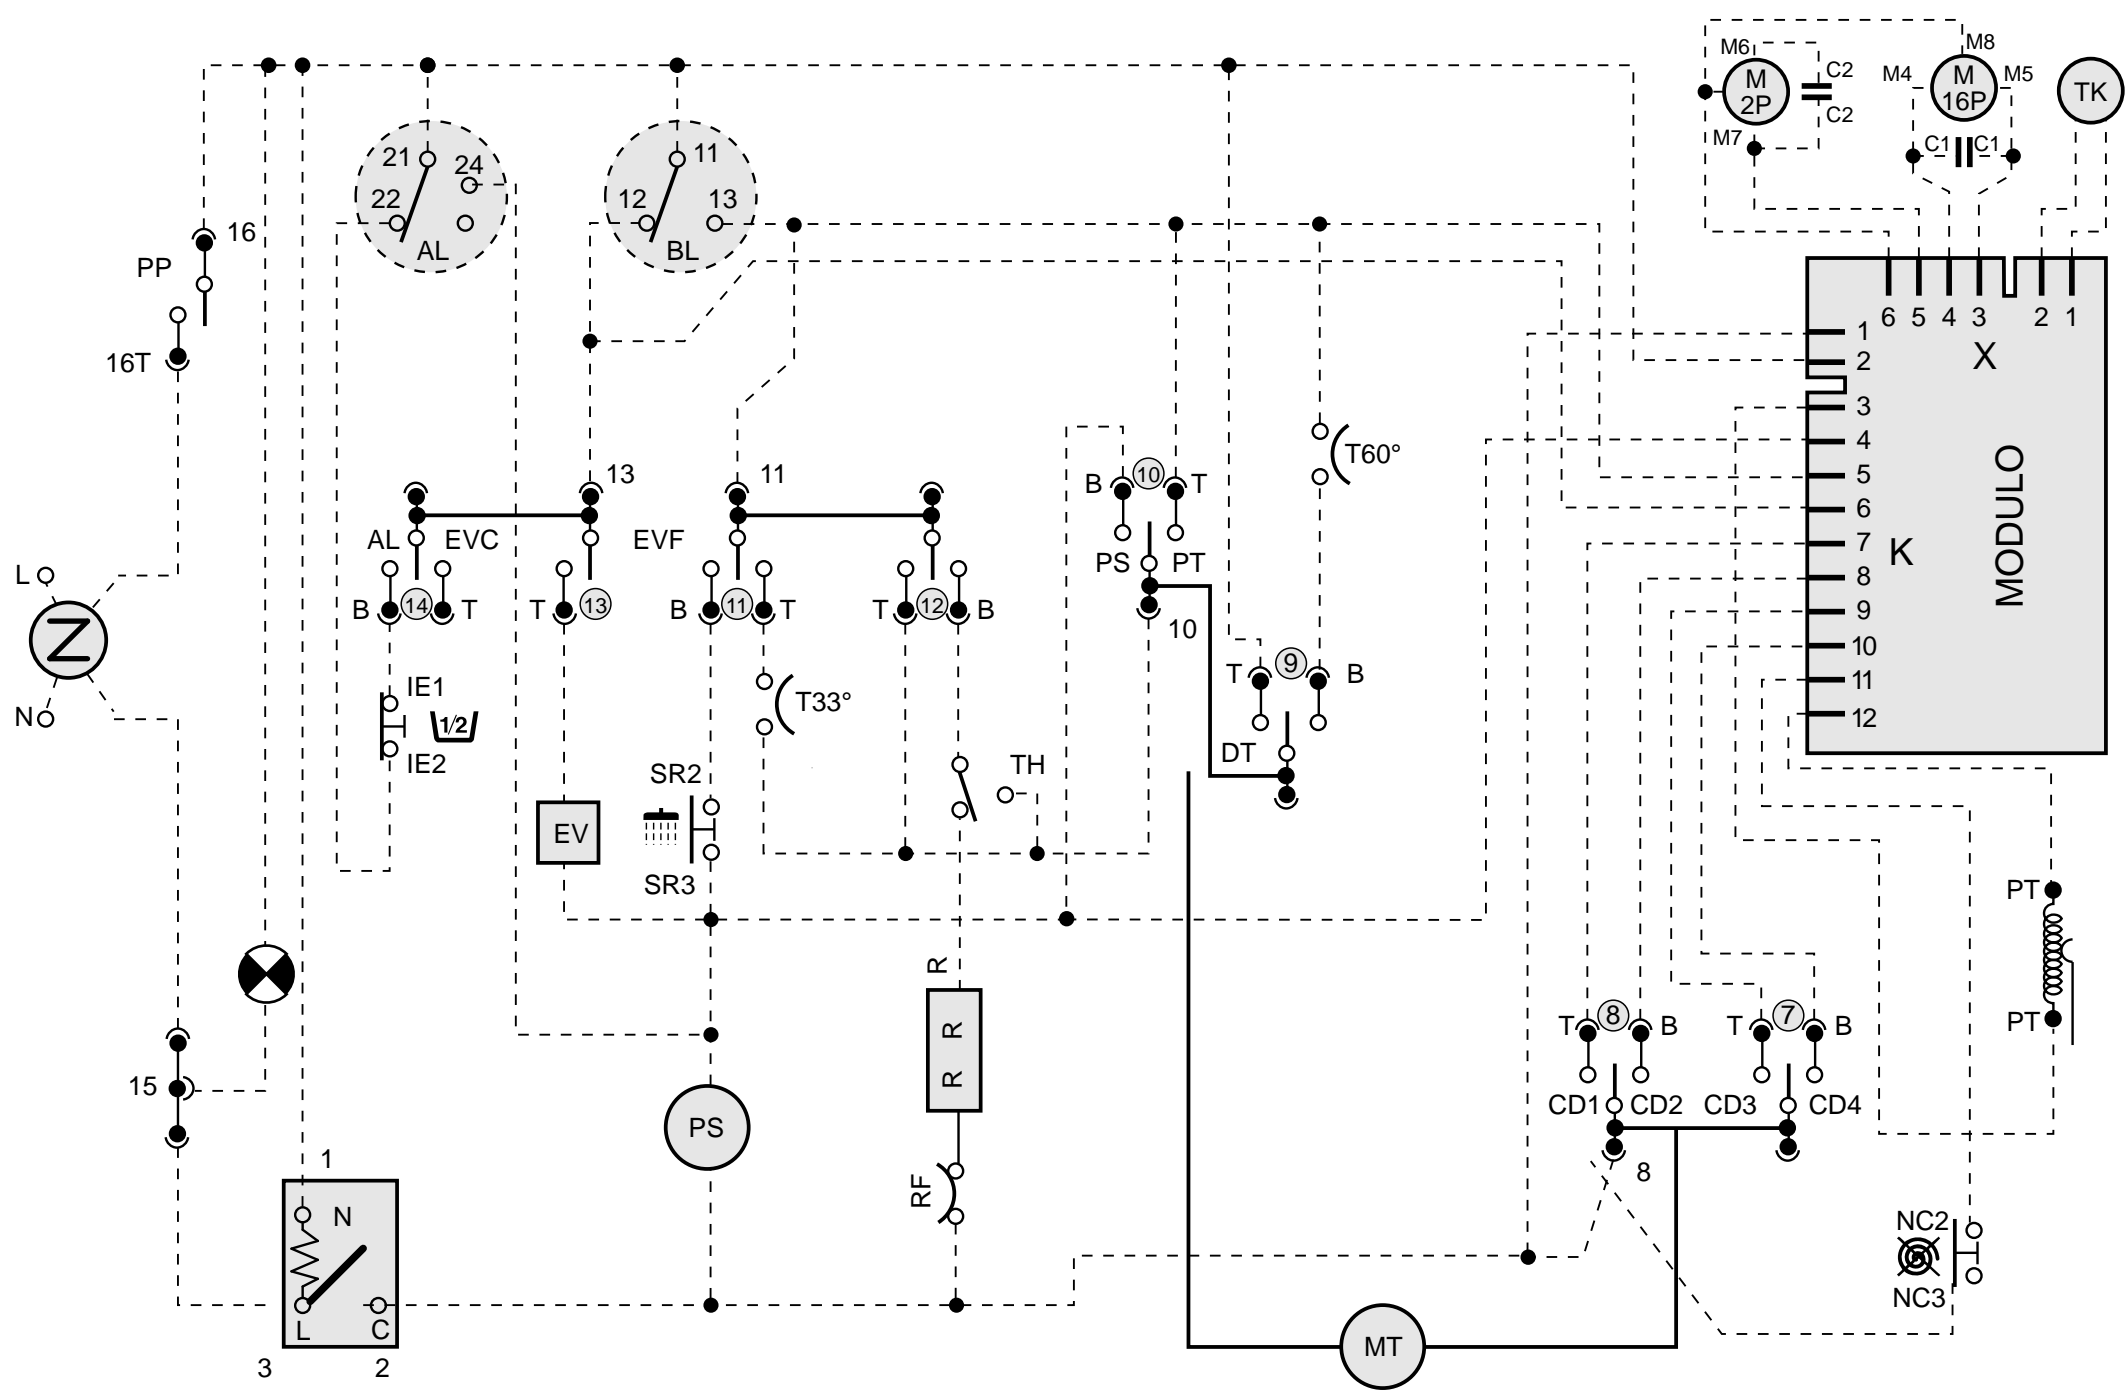 M6
M8
C2
M4
M
2P
M
16P
M5
TK
C2
M7
C1
C1
21
24
22
AL
11
12
13
BL
16
PP
16T
6 5 4 3 2 1
X
1
2
3
4
5
6
7
8
9
10
11
12
K
MODULO
T60°
13
11
B
10
T
AL
EVC
EVF
PS
PT
B
14
T
T
13
B
11
T
T
12
B
10
L
Z
N
T
9
B
DT
IE1
1/2
IE2
T33°
SR2
TH
EV
SR3
R
R
R
PT
PT
T
8
B
T
7
B
15
CD1
CD2
CD3
CD4
PS
8
1
N
RF
NC2
NC3
L
C
3
2
MT